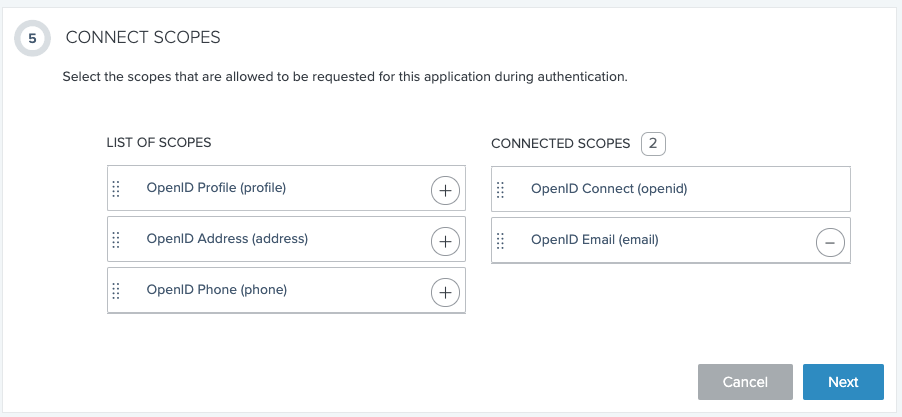 5 CONNECT SCOPES
Select the scopes that are allowed to be requested for this application during authentication.
LIST OF SCOPES
OpenID Profile (profile)
OpenID Address (address)
OpenID Phone (phone)
CONNECTED SCOPES 2
OpenID Connect (openid)
OpenID Email (email)
Cancel Next